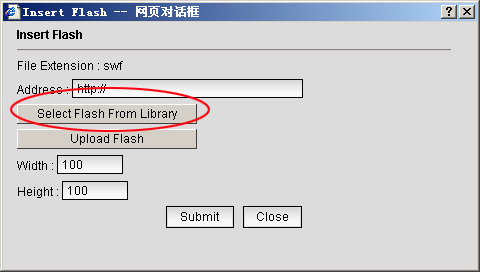 Insert Flash -- 网页对话框
Insert Flash
File Extension : swf
Address : http://
Select Flash From Library
Upload Flash
Width : 100
Height : 100
Submit Close